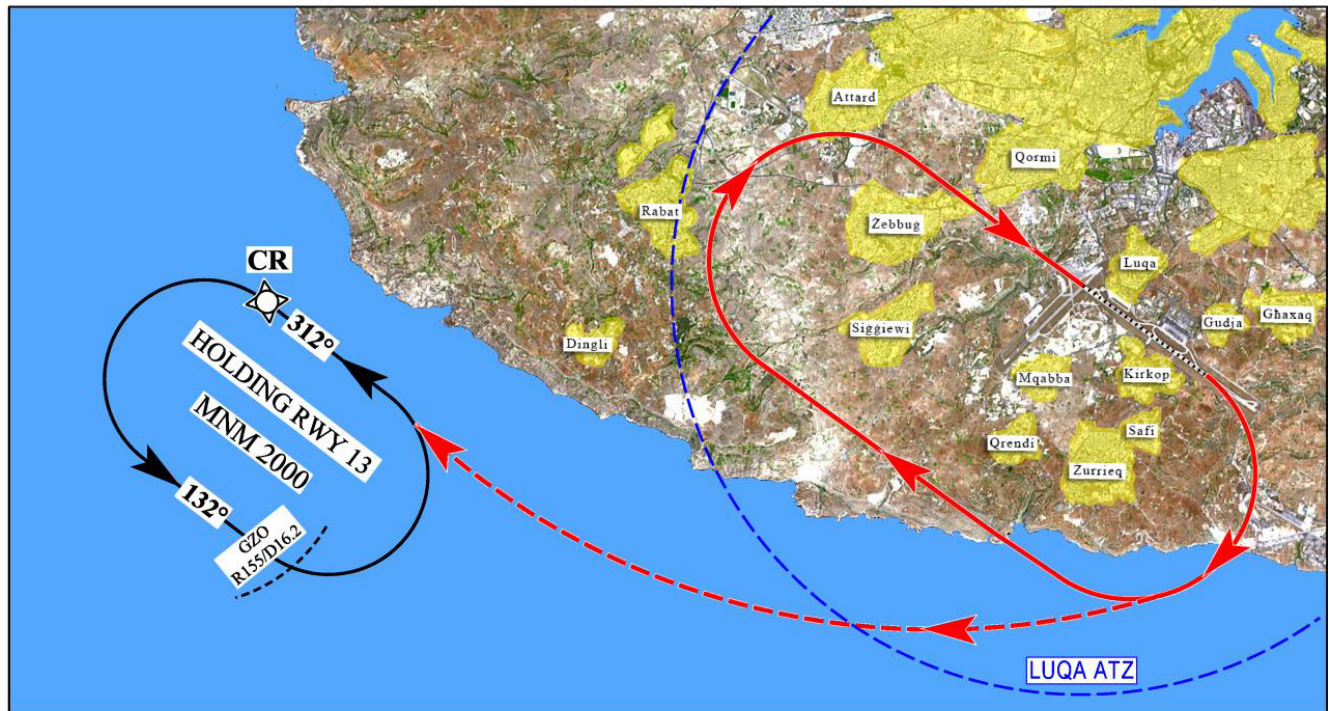 Attard
Qormi
Rabat
Żebbuġ
Luqa
CR
312°
Siġġiewi
Gudja
Għaxaq
Dingli
HOLDING RWY 13
Mqabba
Kirkop
MNM 2000
Qrendi
Safi
Zurrieq
132°
GZO
R155/D16.2
LUQA ATZ